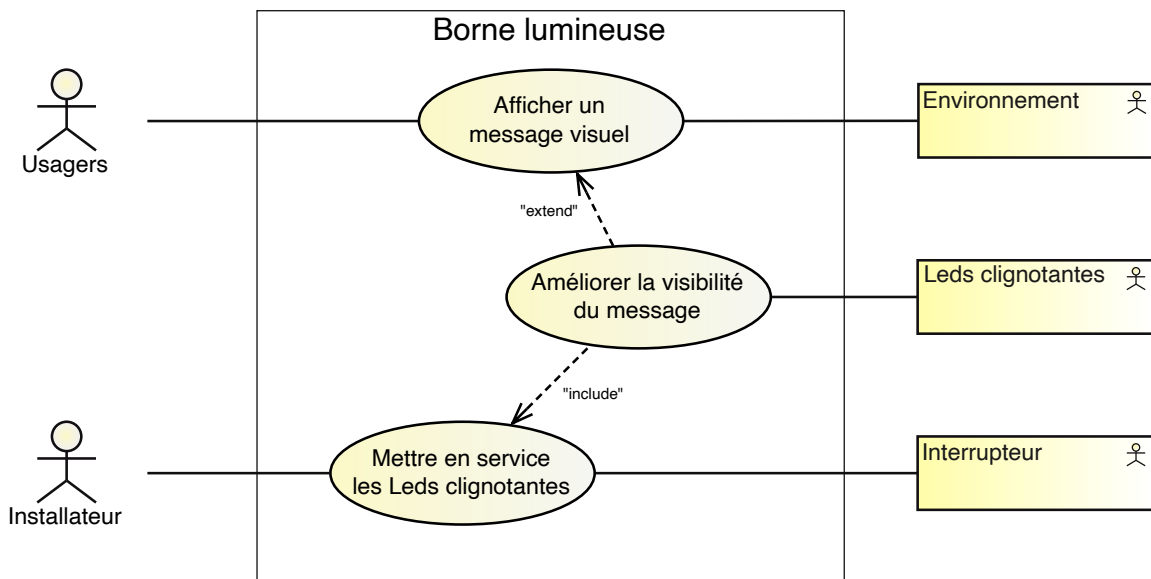 Borne lumineuse
Usagers
Afficher un
message visuel
Environnement
"extend"
Améliorer la visibilité
du message
Leds clignotantes
"include"
Installateur
Mettre en service
les Leds clignotantes
Interrupteur